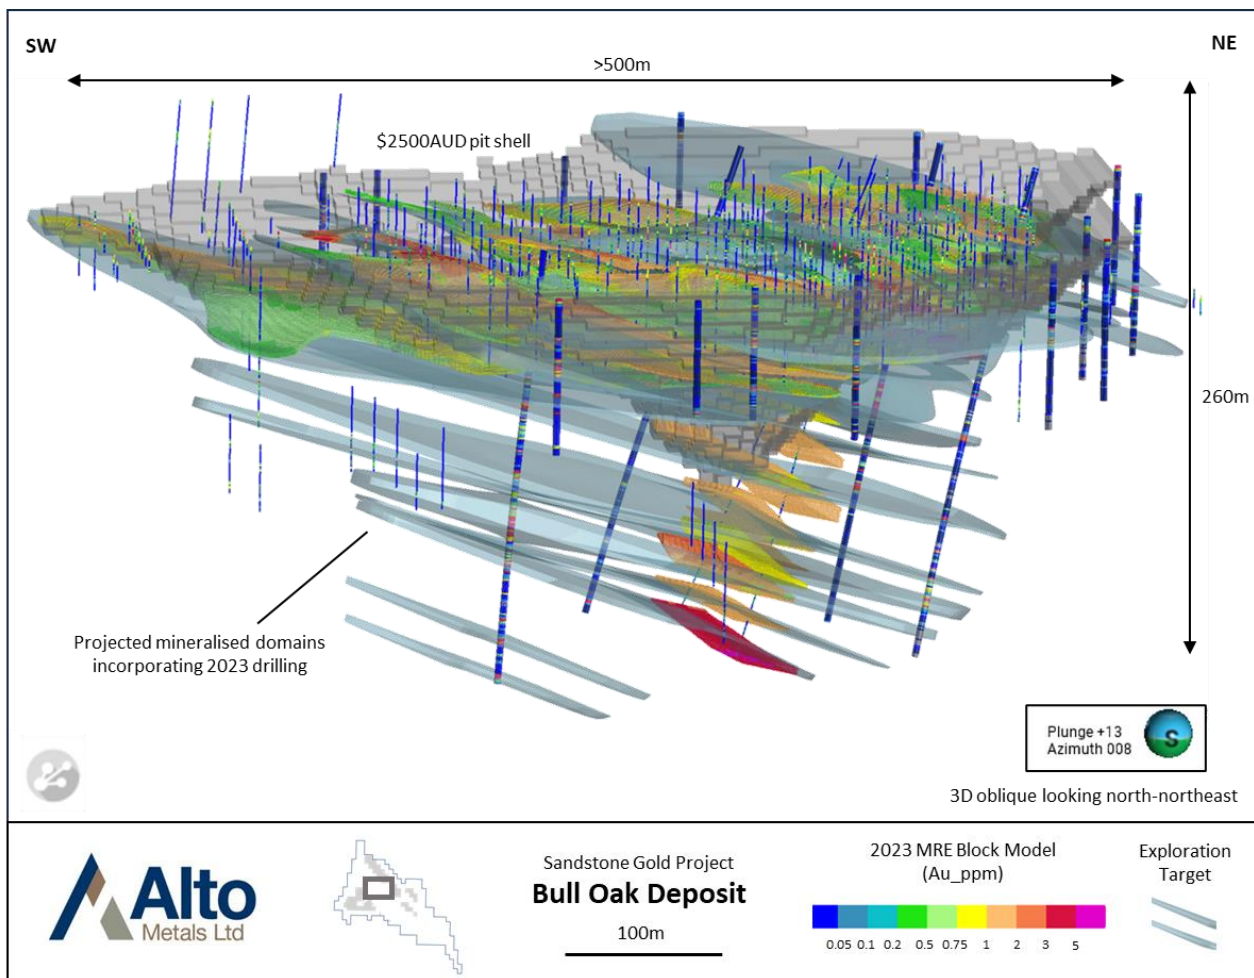 SW
NE
>500m
$2500AUD pit shell
260m
Projected mineralised domains
incorporating 2023 drilling
Plunge +13
Azimuth 008
S
3D oblique looking north-northeast
Alto
Metals Ltd
Sandstone Gold Project
Bull Oak Deposit
100m
2023 MRE Block Model
(Au_ppm)
0.05 0.1 0.2 0.5 0.75 1 2 3 5
Exploration
Target